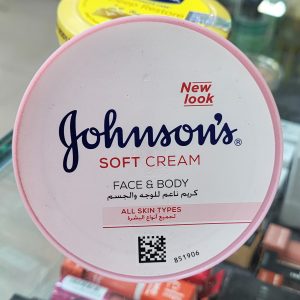 New
look
Johnson's®
SOFT CREAM
FACE & BODY
كريم ناعم للوجه والجسم
ALL SKIN TYPES
لجميع أنواع البشرة
851906